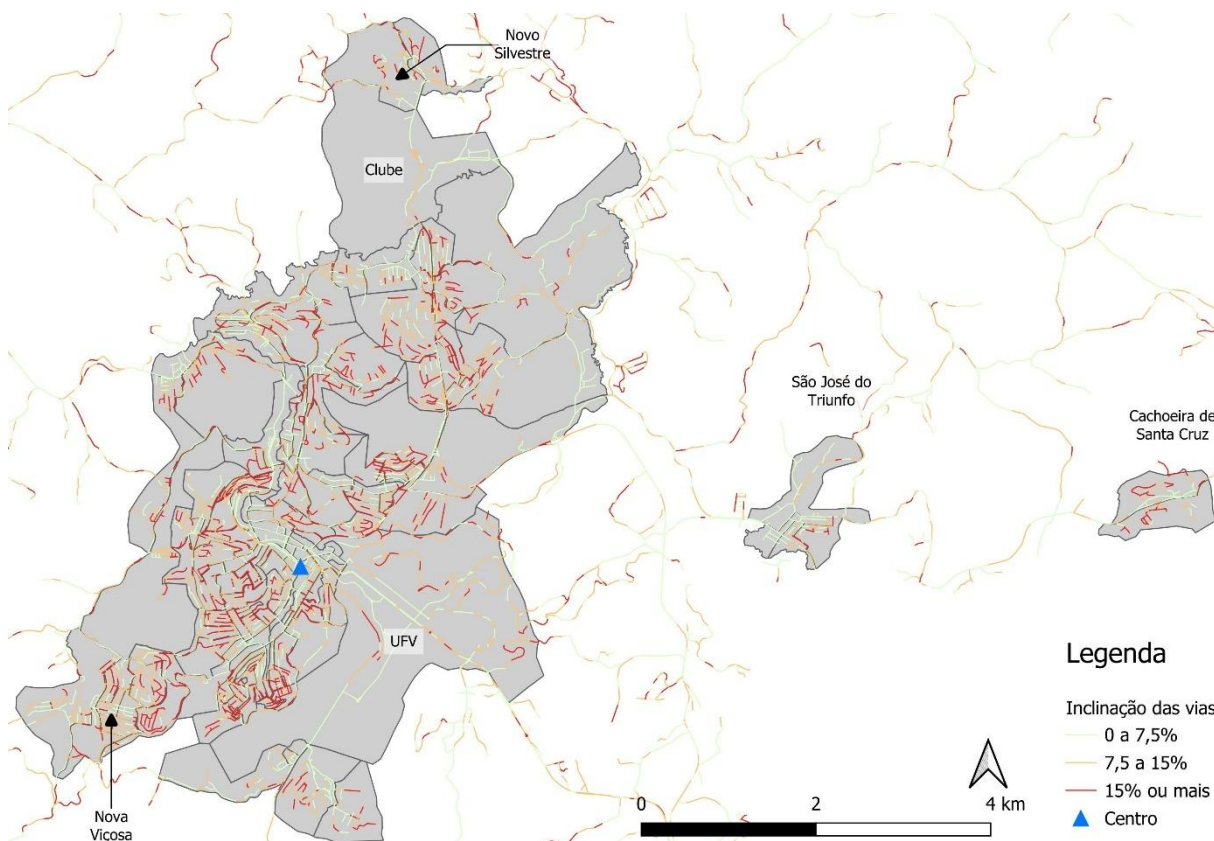 Novo
Silvestre
Clube
São José do
Triunfo
Cachoeira de
Santa Cruz
UFV
Nova
Viçosa
Legenda
Inclinação das vias
0 a 7,5%
7,5 a 15%
15% ou mais
Centro
0
2
4 km